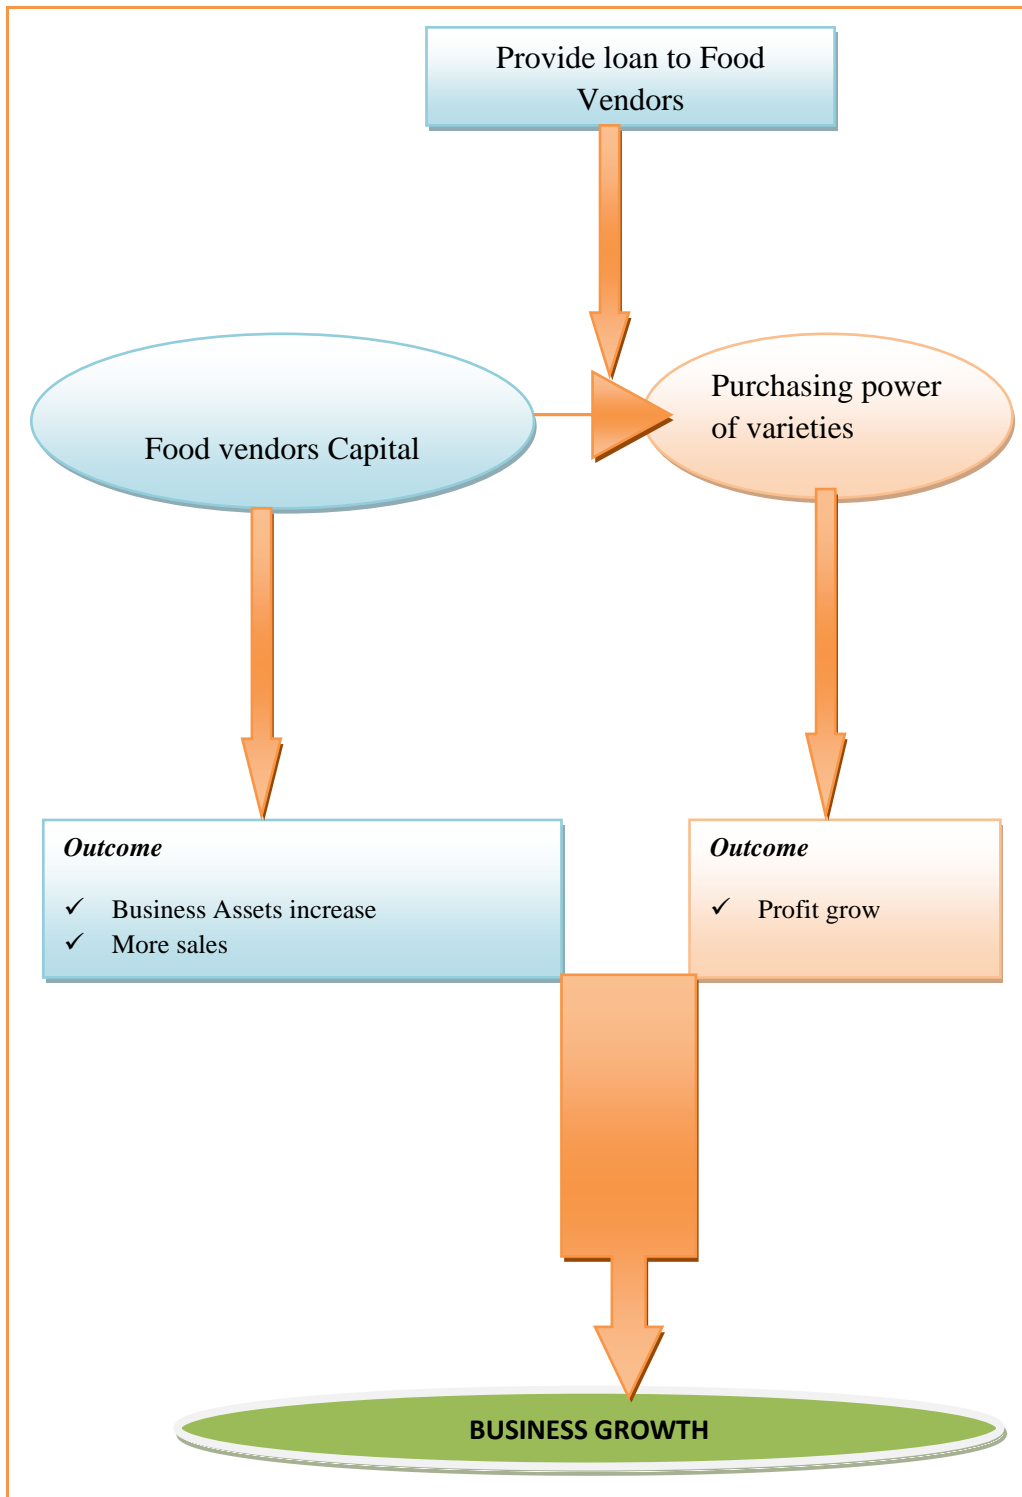 Provide loan to Food
Vendors
Food vendors Capital
Purchasing power
of varieties
Outcome
✓ Business Assets increase
✓ More sales
Outcome
✓ Profit grow
BUSINESS GROWTH